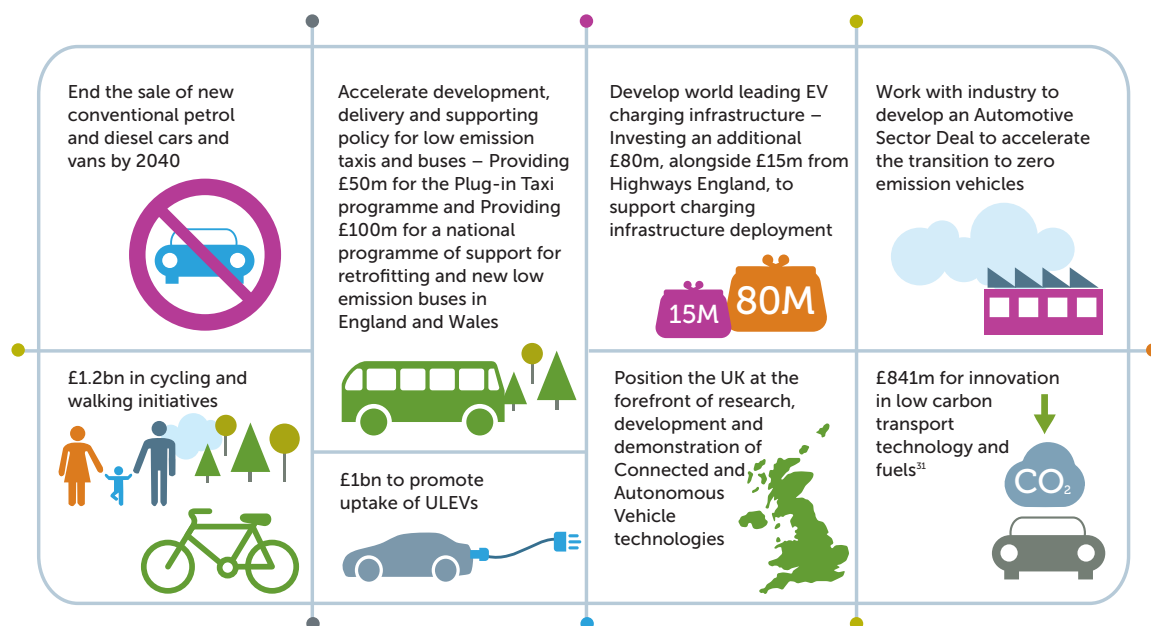 End the sale of new
conventional petrol
and diesel cars and
vans by 2040
Accelerate development,
delivery and supporting
policy for low emission
taxis and buses – Providing
£50m for the Plug-in Taxi
programme and Providing
£100m for a national
programme of support for
retrofitting and new low
emission buses in
England and Wales
Develop world leading EV
charging infrastructure –
Investing an additional
£80m, alongside £15m from
Highways England, to
support charging
infrastructure deployment
15M
80M
Work with industry to
develop an Automotive
Sector Deal to accelerate
the transition to zero
emission vehicles
£1.2bn in cycling and
walking initiatives
£1bn to promote
uptake of ULEVs
Position the UK at the
forefront of research,
development and
demonstration of
Connected and
Autonomous
Vehicle
technologies
£841m for innovation
in low carbon
transport
technology and
fuels³¹
CO₂